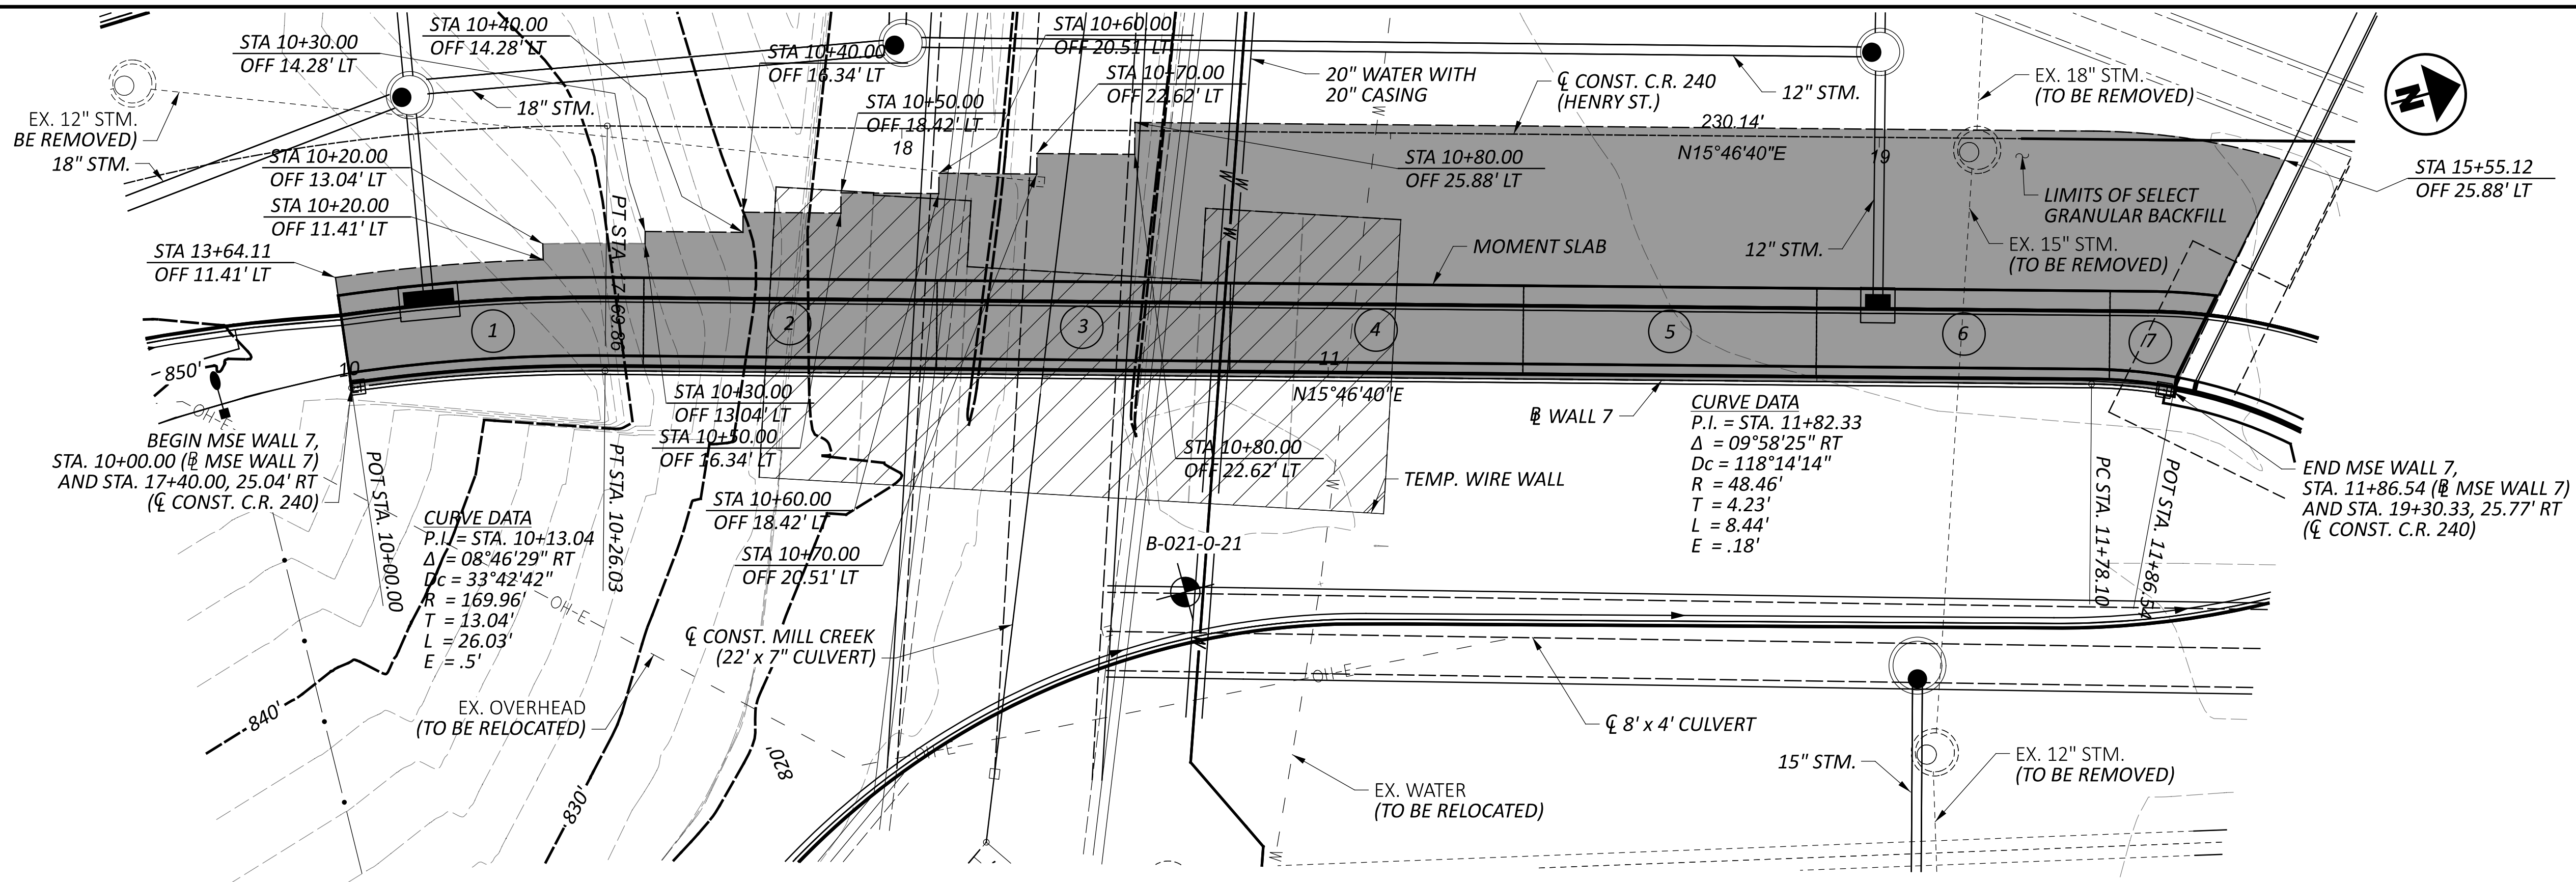 STA 10+30.00
OFF 14.28' LT
STA 10+40.00
OFF 14.28' LT
STA 10+40.00
OFF 16.34' LT
STA 10+60.00
OFF 20.51' LT
STA 10+70.00
OFF 22.62' LT
20" WATER WITH
20" CASING
℄ CONST. C.R. 240
(HENRY ST.)
12" STM.
EX. 18" STM.
(TO BE REMOVED)
N
EX. 12" STM.
BE REMOVED)
18" STM.
18" STM.
STA 10+50.00
OFF 18.42' LT
18
230.14'
N15°46'40"E
19
STA 10+20.00
OFF 13.04' LT
STA 10+20.00
OFF 11.41' LT
STA 13+64.11
OFF 11.41' LT
PT STA. 17+69.86
STA 10+80.00
OFF 25.88' LT
STA 15+55.12
OFF 25.88' LT
LIMITS OF SELECT
GRANULAR BACKFILL
MOMENT SLAB
12" STM.
EX. 15" STM.
(TO BE REMOVED)
W
W
W
W
1
2
3
4
5
6
7
10
11
N15°46'40"E
850'
OH-E
BEGIN MSE WALL 7,
STA. 10+00.00 (BL MSE WALL 7)
AND STA. 17+40.00, 25.04' RT
(℄ CONST. C.R. 240)
POT STA. 10+00.00
CURVE DATA
P.I. = STA. 10+13.04
Δ = 08°46'29" RT
Dc = 33°42'42"
R = 169.96'
T = 13.04'
L = 26.03'
E = .5'
PT STA. 10+26.03
STA 10+30.00
OFF 13.04' LT
STA 10+50.00
OFF 16.34' LT
STA 10+60.00
OFF 18.42' LT
STA 10+70.00
OFF 20.51' LT
STA 10+80.00
OFF 22.62' LT
TEMP. WIRE WALL
W
BL WALL 7
CURVE DATA
P.I. = STA. 11+82.33
Δ = 09°58'25" RT
Dc = 118°14'14"
R = 48.46'
T = 4.23'
L = 8.44'
E = .18'
PC STA. 11+78.10
POT STA. 11+86.54
END MSE WALL 7,
STA. 11+86.54 (BL MSE WALL 7)
AND STA. 19+30.33, 25.77' RT
(℄ CONST. C.R. 240)
B-021-0-21
OH-E
℄ CONST. MILL CREEK
(22' x 7" CULVERT)
W
OH-E
OH-E
EX. OVERHEAD
(TO BE RELOCATED)
840'
830'
820'
℄ 8' x 4' CULVERT
EX. WATER
(TO BE RELOCATED)
W
15" STM.
EX. 12" STM.
(TO BE REMOVED)